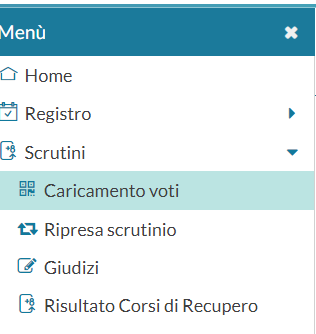 Menù
Home
Registro
Scrutini
Caricamento voti
Ripresa scrutinio
Giudizi
Risultato Corsi di Recupero